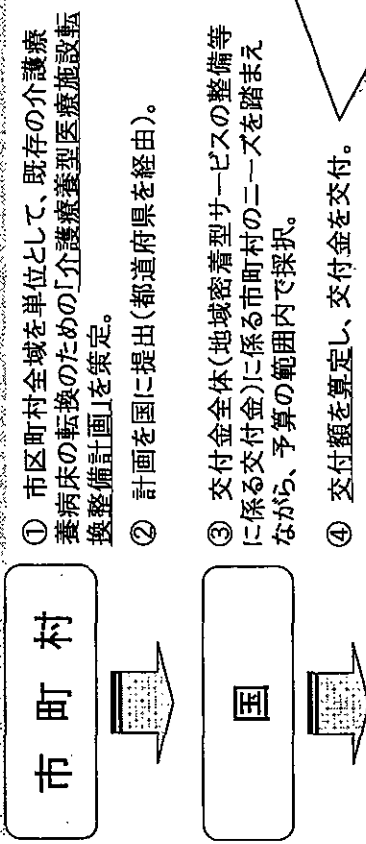 市 町 村
① 市区町村全域を単位として、既存の介護療
養病床の転換のための「介護療養型医療施設転
換整備計画」を策定。
② 計画を国に提出(都道府県を経由)。
国
③ 交付金全体(地域密着型サービスの整備等
に係る交付金)に係る市町村のニーズを踏まえ
ながら、予算の範囲内で採択。
④ 交付額を算定し、交付金を交付。